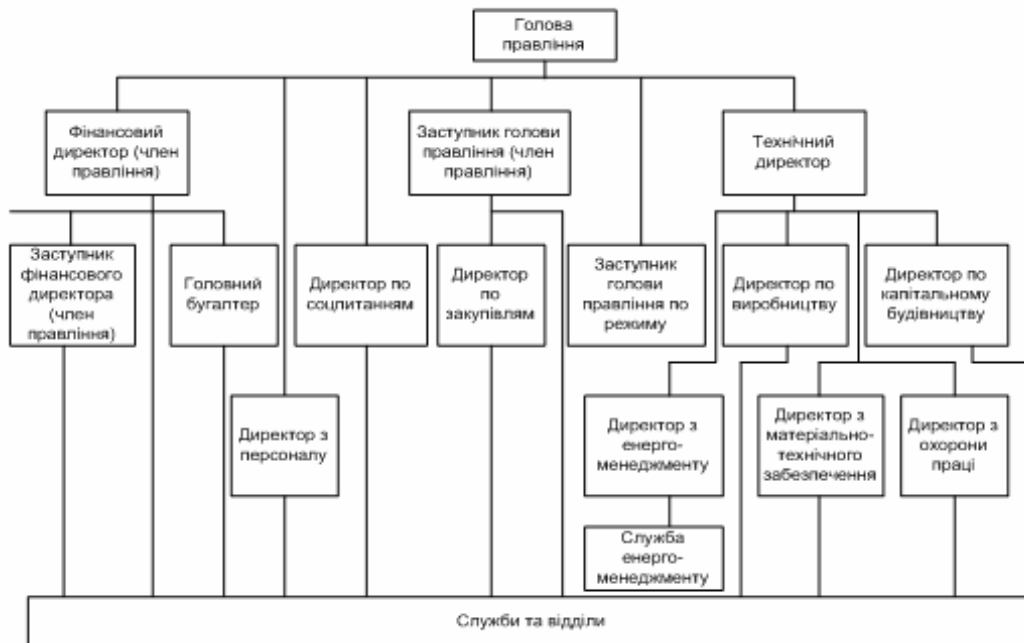 Голова
правління
Фінансовий
директор (член
правління)
Заступник голови
правління (член
правління)
Технічний
директор
Заступник
фінансового
директора
(член
правління)
Головний
бугалтер
Директор по
соцпитанням
Директор
по
закупівлям
Заступник
голови
правління по
режиму
Директор по
виробництву
Директор по
капітальному
будівництву
Директор з
персоналу
Директор з
енерго-
менеджменту
Директор з
матеріально-
технічного
забезпечення
Директор з
охорони
праці
Служба
енерго-
менеджменту
Служби та відділи